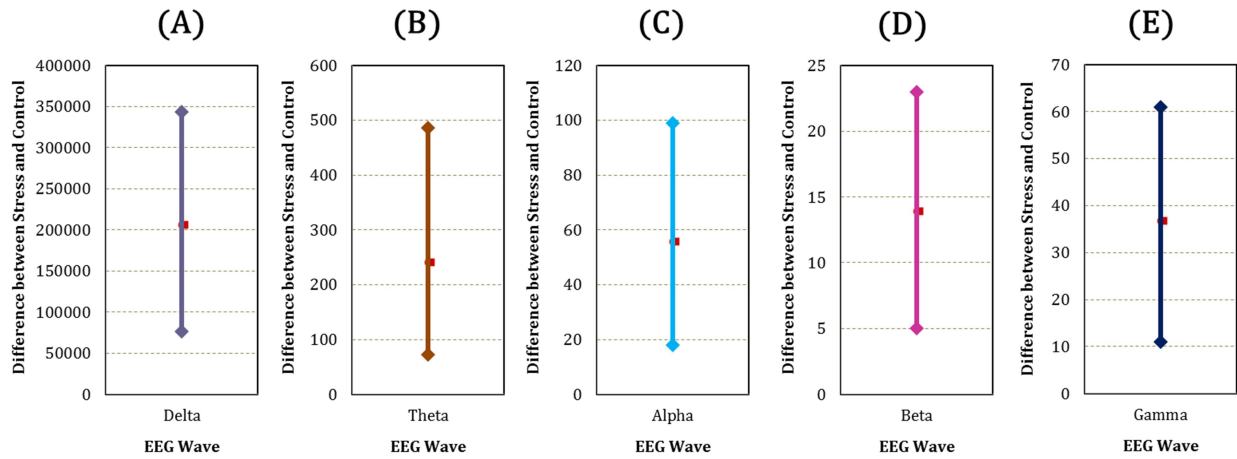 (A)
Difference between Stress and Control
400000
350000
300000
250000
200000
150000
100000
50000
0
Delta
EEG Wave
(B)
Difference between Stress and Control
600
500
400
300
200
100
0
Theta
EEG Wave
(C)
Difference between Stress and Control
120
100
80
60
40
20
0
Alpha
EEG Wave
(D)
Difference between Stress and Control
25
20
15
10
5
0
Beta
EEG Wave
(E)
Difference between Stress and Control
70
60
50
40
30
20
10
0
Gamma
EEG Wave